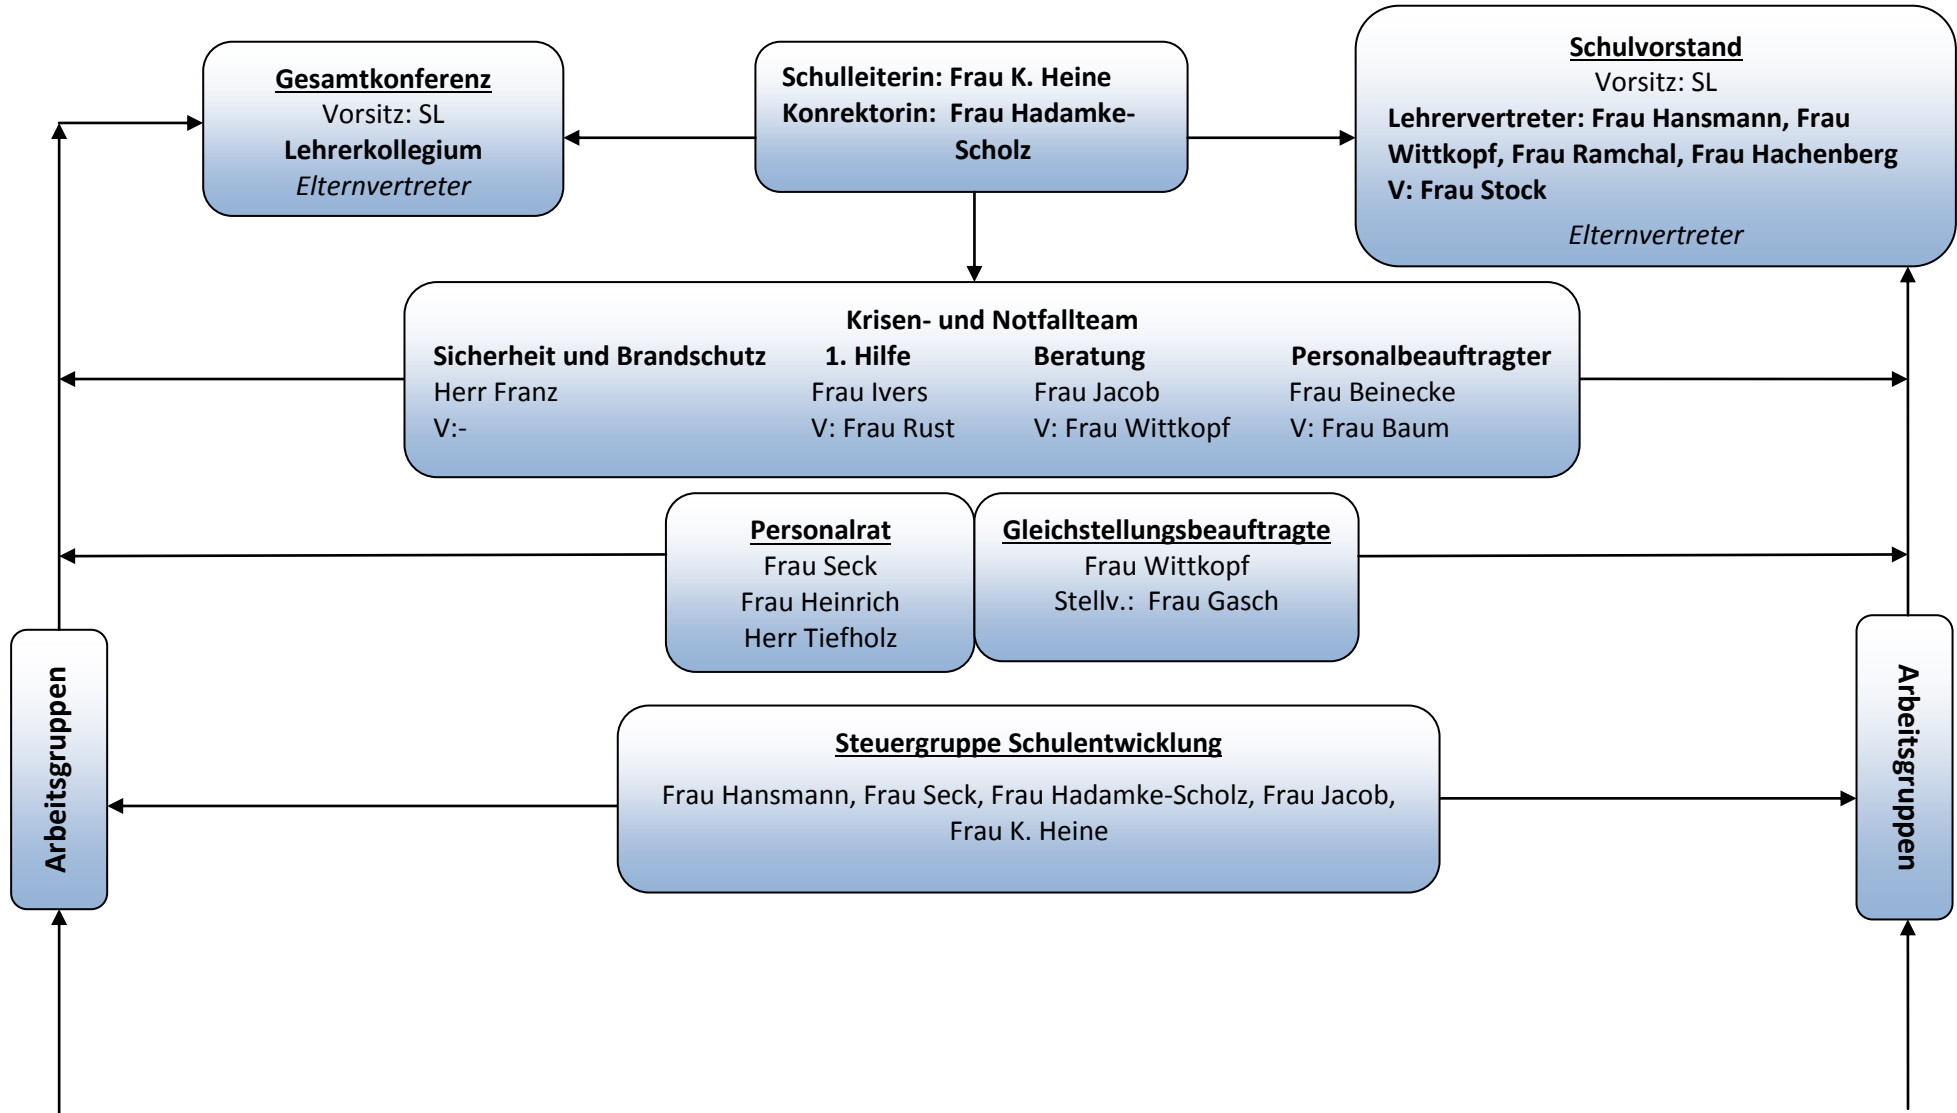 Gesamtkonferenz
Vorsitz: SL
Lehrerkollegium
Elternvertreter
Schulleiterin: Frau K. Heine
Konrektorin: Frau Hadamke-
Scholz
Schulvorstand
Vorsitz: SL
Lehrervertreter: Frau Hansmann, Frau
Wittkopf, Frau Ramchal, Frau Hachenberg
V: Frau Stock
Elternvertreter
Krisen- und Notfallteam
Sicherheit und Brandschutz 1. Hilfe Beratung Personalbeauftragter
Herr Franz Frau Ivers Frau Jacob Frau Beinecke
V:- V: Frau Rust V: Frau Wittkopf V: Frau Baum
Personalrat
Frau Seck
Frau Heinrich
Herr Tiefholz
Gleichstellungsbeauftragte
Frau Wittkopf
Stellv.: Frau Gasch
Arbeitsgruppen
Steuergruppe Schulentwicklung
Frau Hansmann, Frau Seck, Frau Hadamke-Scholz, Frau Jacob,
Frau K. Heine
Arbeitsgruppen